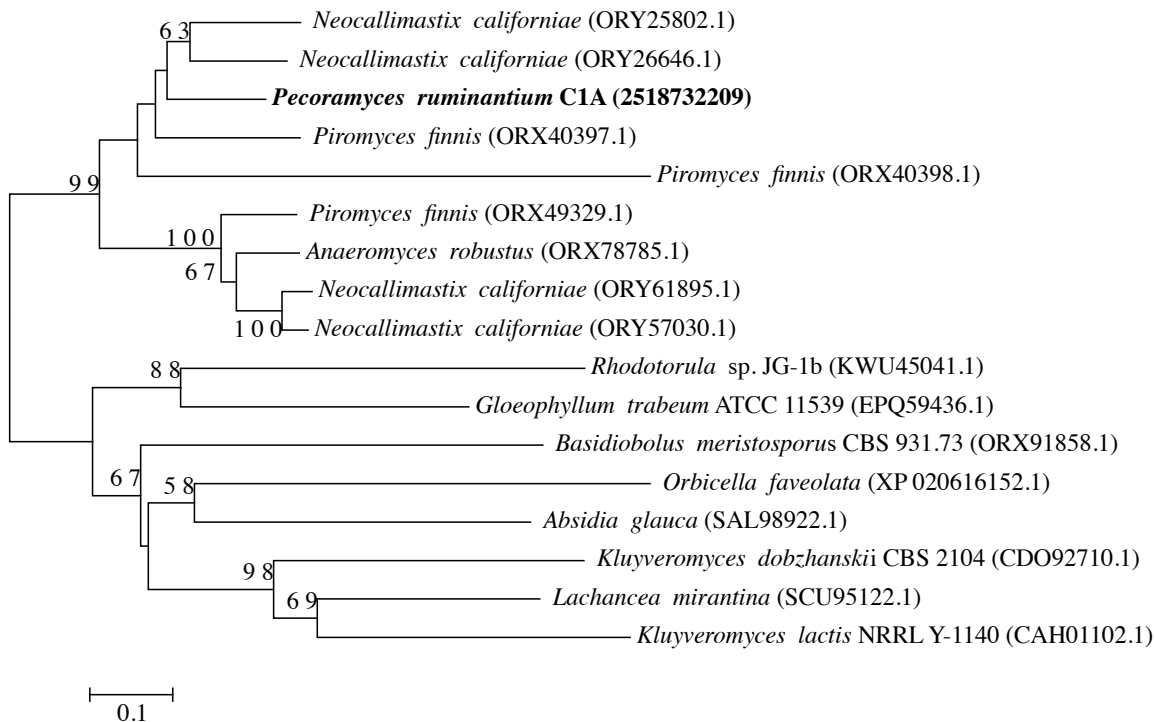 Neocallimastix californiae (ORY25802.1)
63
Neocallimastix californiae (ORY26646.1)
Pecoramyces ruminantium C1A (2518732209)
Piromyces finnis (ORX40397.1)
Piromyces finnis (ORX40398.1)
99
Piromyces finnis (ORX49329.1)
100
Anaeromyces robustus (ORX78785.1)
67
Neocallimastix californiae (ORY61895.1)
100
Neocallimastix californiae (ORY57030.1)
Rhodotorula sp. JG-1b (KWU45041.1)
88
Gloeophyllum trabeum ATCC 11539 (EPQ59436.1)
Basidiobolus meristosporus CBS 931.73 (ORX91858.1)
67
Orbicella faveolata (XP 020616152.1)
58
Absidia glauca (SAL98922.1)
Kluyveromyces dobzhanskii CBS 2104 (CDO92710.1)
98
Lachancea mirantina (SCU95122.1)
69
Kluyveromyces lactis NRRL Y-1140 (CAH01102.1)
0.1